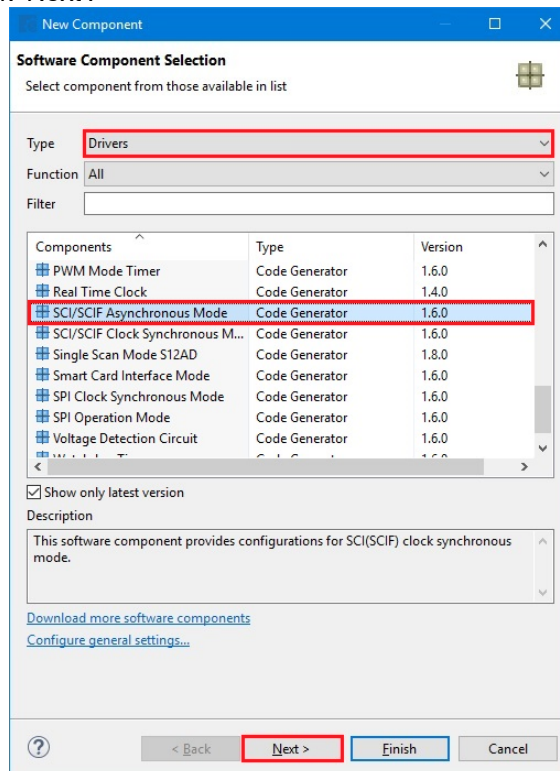 New Component
Software Component Selection
Select component from those available in list
Type Drivers
Function All
Filter
Components Type Version
PWM Mode Timer Code Generator 1.6.0
Real Time Clock Code Generator 1.4.0
SCI/SCIF Asynchronous Mode Code Generator 1.6.0
SCI/SCIF Clock Synchronous M... Code Generator 1.6.0
Single Scan Mode S12AD Code Generator 1.8.0
Smart Card Interface Mode Code Generator 1.6.0
SPI Clock Synchronous Mode Code Generator 1.6.0
SPI Operation Mode Code Generator 1.6.0
Voltage Detection Circuit Code Generator 1.6.0
Show only latest version
Description
This software component provides configurations for SCI(SCIF) clock synchronous
mode.
Download more software components
Configure general settings...
? < Back Next > Finish Cancel